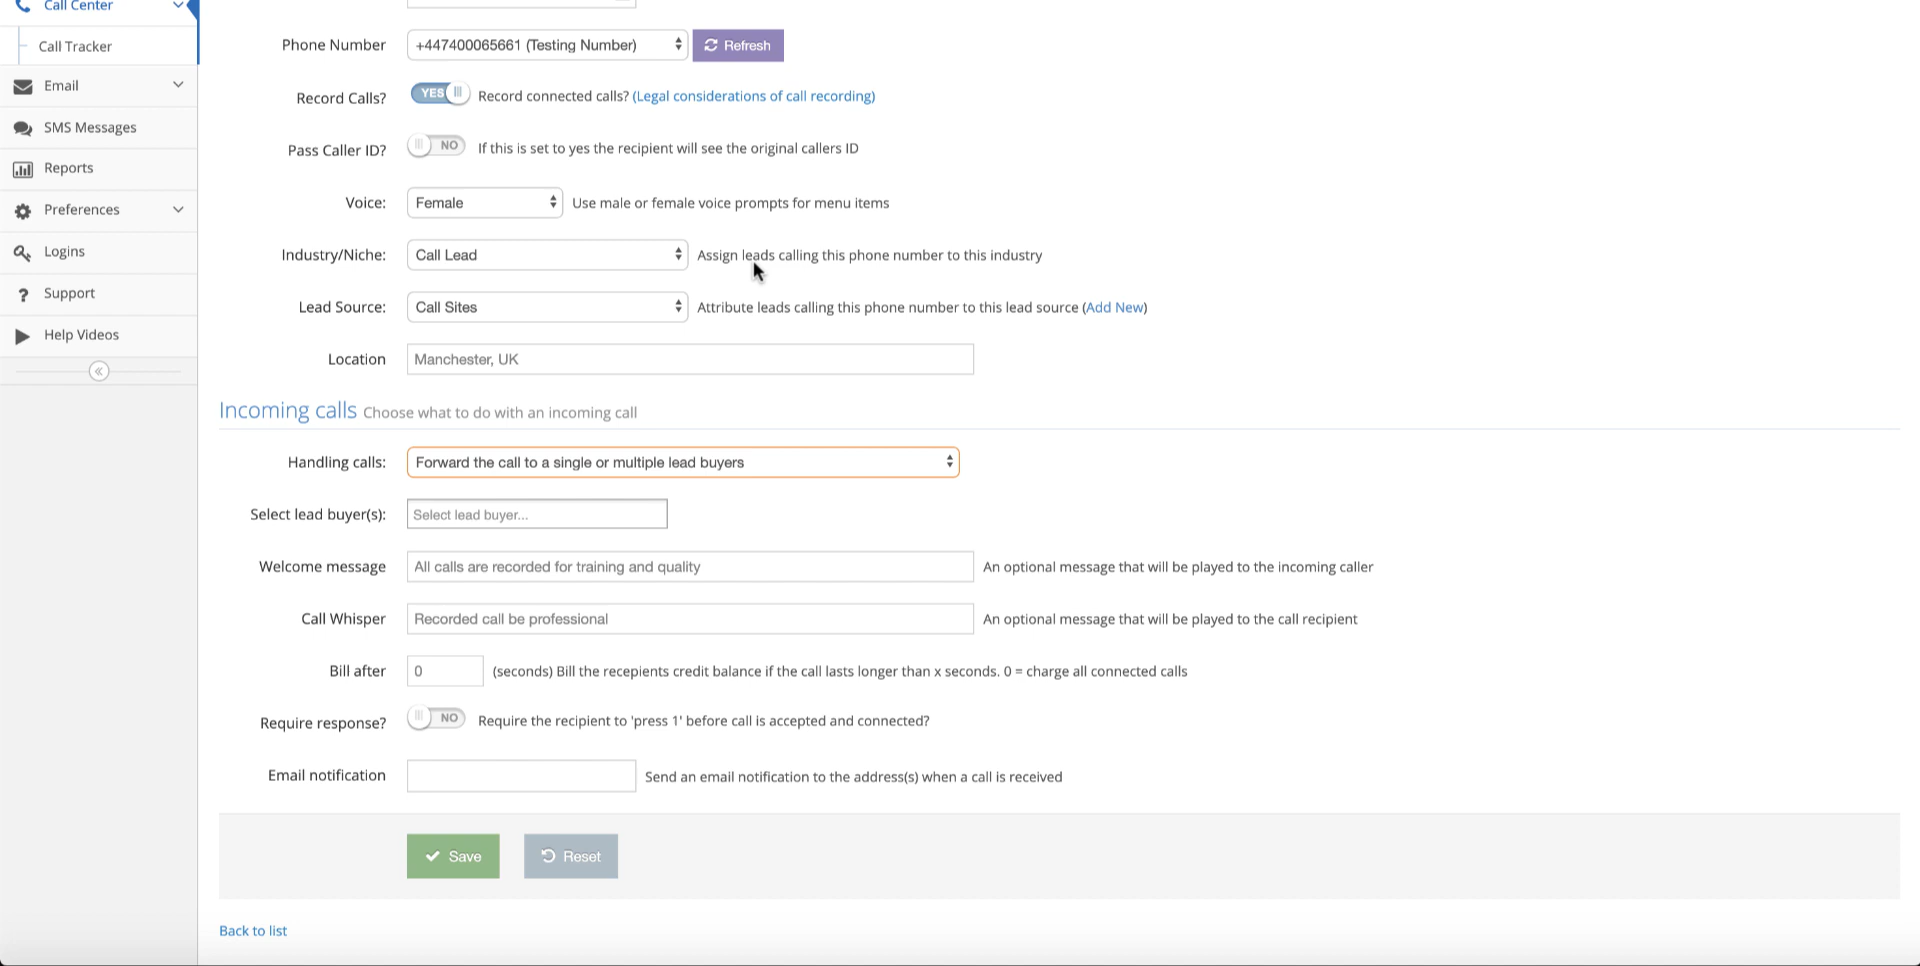 Call Center
Call Tracker
Email
SMS Messages
Reports
Preferences
Logins
Support
Help Videos
Phone Number +447400065661 (Testing Number) Refresh
Record Calls? YES Record connected calls? (Legal considerations of call recording)
Pass Caller ID? NO If this is set to yes the recipient will see the original callers ID
Voice: Female Use male or female voice prompts for menu items
Industry/Niche: Call Lead Assign leads calling this phone number to this industry
Lead Source: Call Sites Attribute leads calling this phone number to this lead source (Add New)
Location Manchester, UK
Incoming calls Choose what to do with an incoming call
Handling calls: Forward the call to a single or multiple lead buyers
Select lead buyer(s): Select lead buyer...
Welcome message All calls are recorded for training and quality An optional message that will be played to the incoming caller
Call Whisper Recorded call be professional An optional message that will be played to the call recipient
Bill after 0 (seconds) Bill the recepients credit balance if the call lasts longer than x seconds. 0 = charge all connected calls
Require response? NO Require the recipient to 'press 1' before call is accepted and connected?
Email notification Send an email notification to the address(s) when a call is received
Save Reset
Back to list